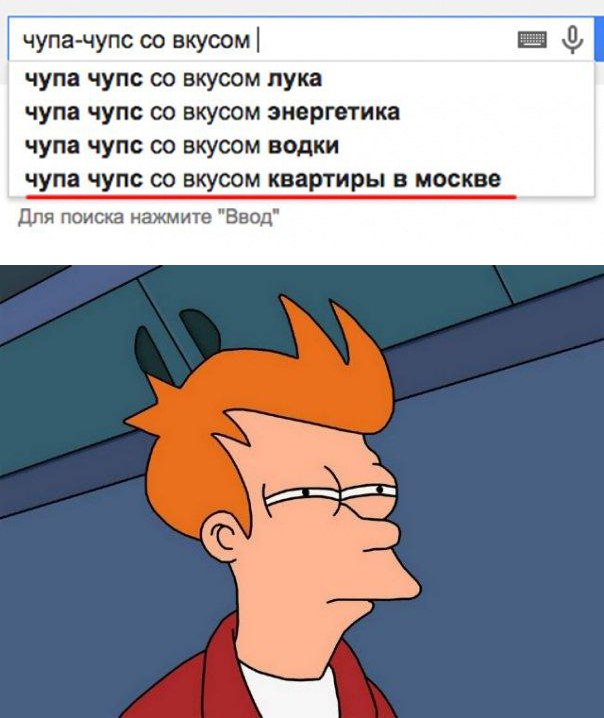 чупа-чупс со вкусом
чупа чупс со вкусом лука
чупа чупс со вкусом энергетика
чупа чупс со вкусом водки
чупа чупс со вкусом квартиры в москве
Для поиска нажмите "Ввод"